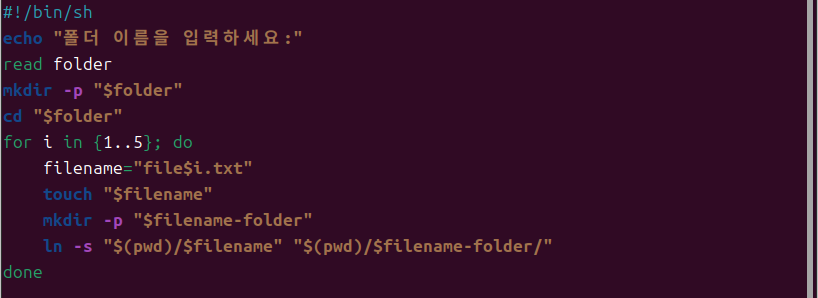 #!/bin/sh
echo "폴더 이름을 입력하세요:"
read folder
mkdir -p "$folder"
cd "$folder"
for i in {1..5}; do
    filename="file$i.txt"
    touch "$filename"
    mkdir -p "$filename-folder"
    ln -s "$(pwd)/$filename" "$(pwd)/$filename-folder/"
done